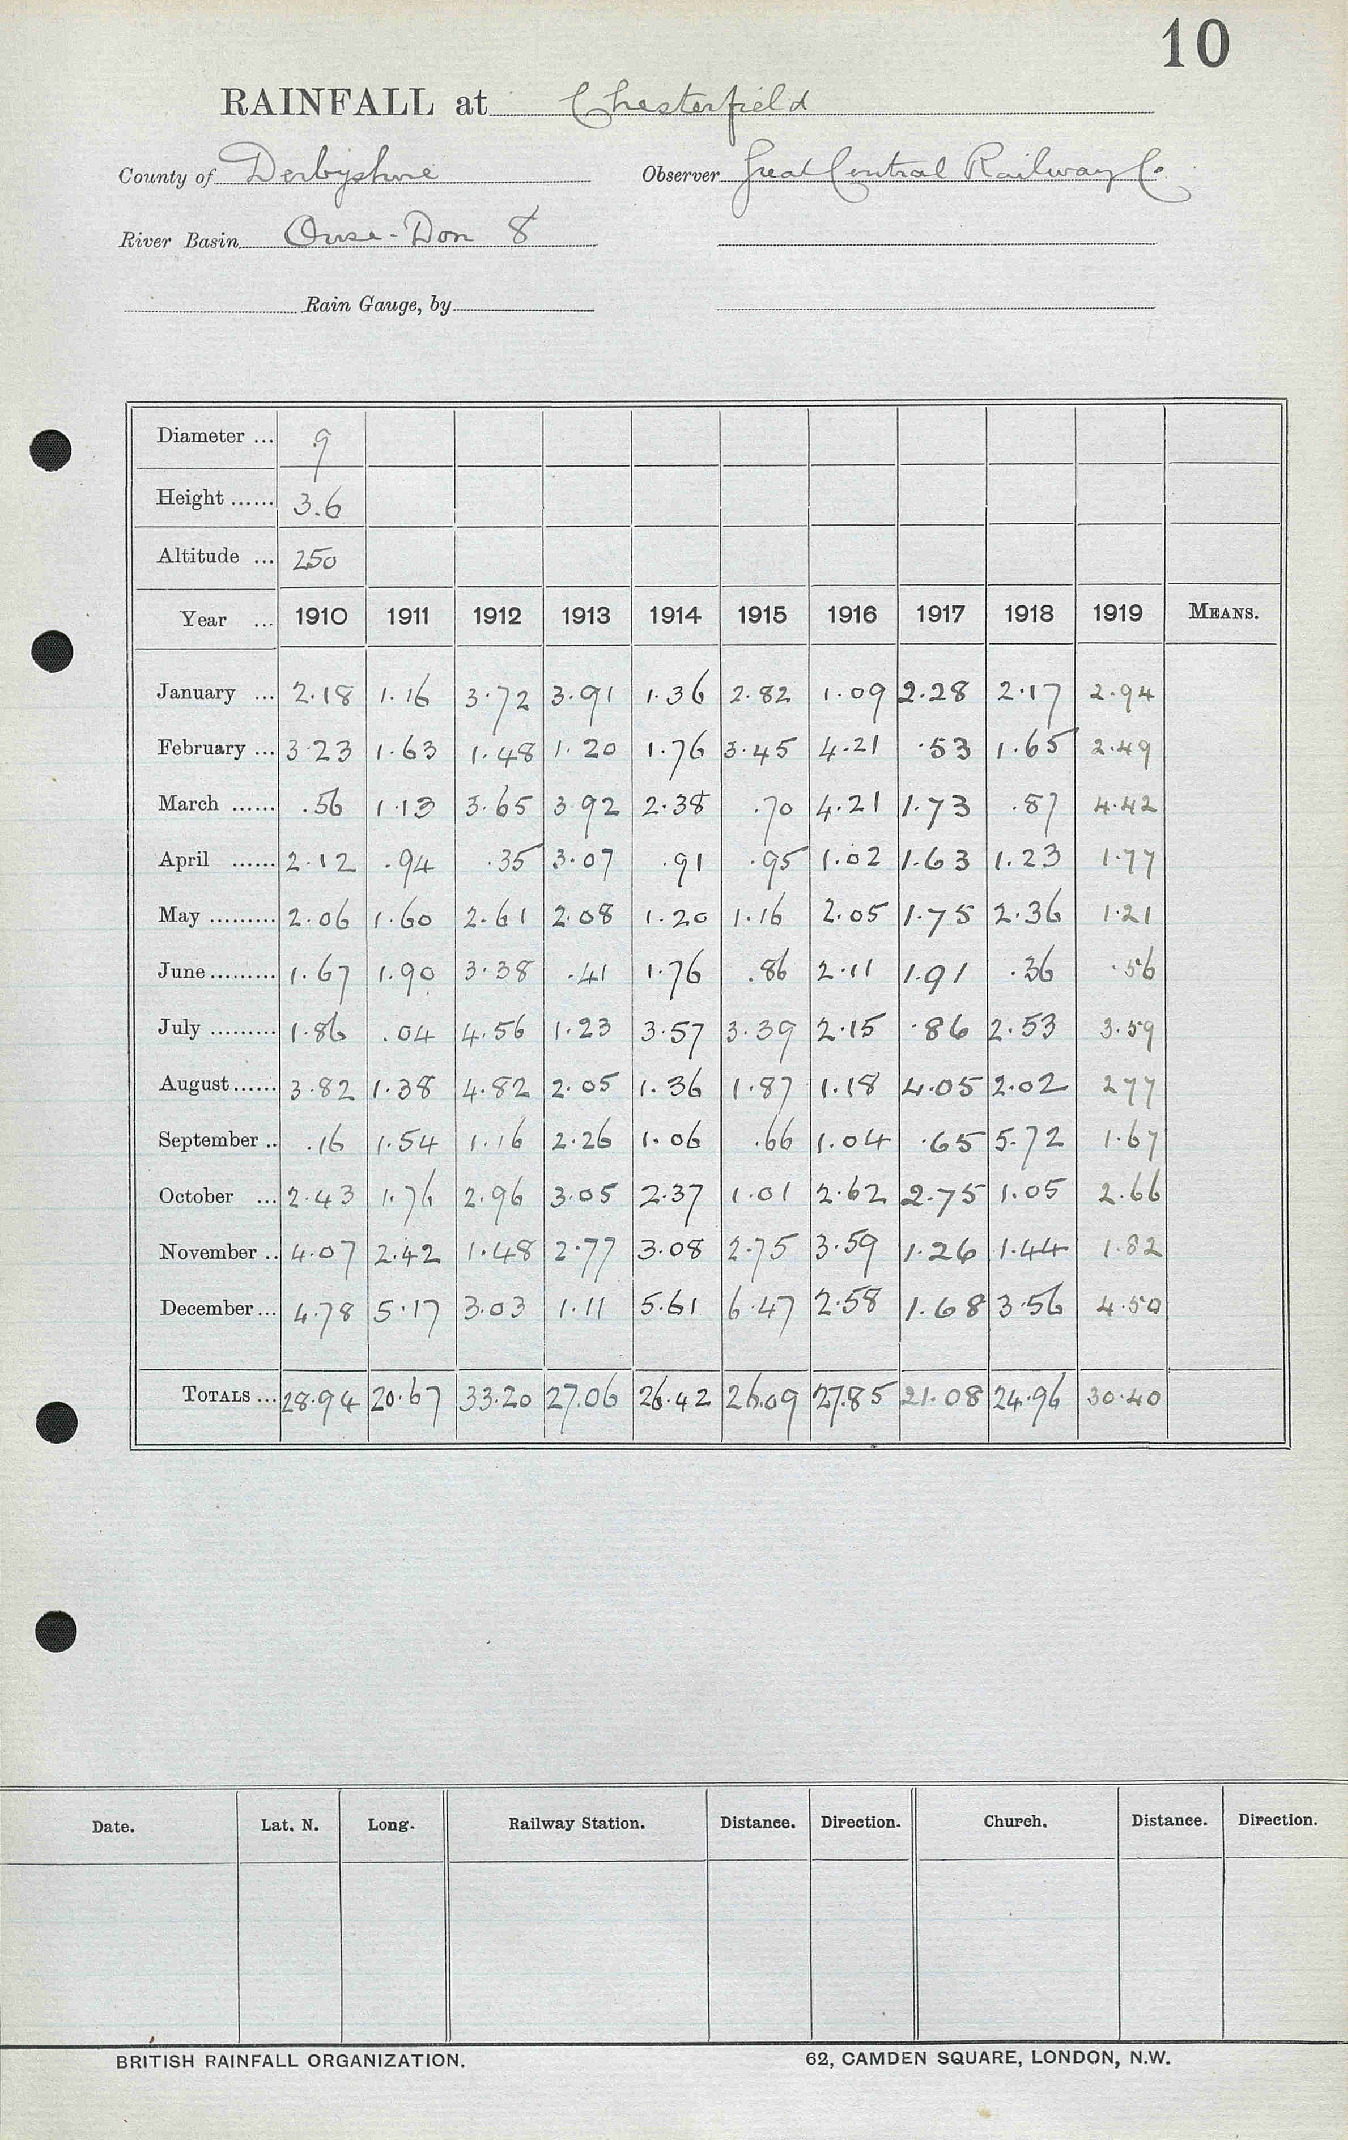 10
RAINFALL at Chesterfield
County of Derbyshire Observer Great Central Railway Co.
River Basin Ouse-Don 8
Rain Gauge, by
Diameter ... 9
Height ...... 3.6
Altitude ... 250
Year ... 1910 1911 1912 1913 1914 1915 1916 1917 1918 1919 MEANS.
January ... 2.18 1.16 3.72 3.91 1.36 2.82 1.09 2.28 2.17 2.94
February ... 3.23 1.63 1.48 1.20 1.76 3.45 4.21 .53 1.65 2.49
March ...... .56 1.13 3.65 3.92 2.38 .70 4.21 1.73 .87 4.42
April ...... 2.12 .94 .35 3.07 .91 .95 1.02 1.63 1.23 1.77
May ......... 2.06 1.60 2.61 2.08 1.20 1.16 2.05 1.75 2.36 1.21
June ......... 1.67 1.90 3.38 .41 1.76 .86 2.11 1.91 .36 .56
July ......... 1.86 .04 4.56 1.23 3.57 3.39 2.15 .86 2.53 3.59
August ...... 3.82 1.38 4.82 2.05 1.36 1.87 1.18 4.05 2.02 2.77
September .. .16 1.54 1.16 2.26 1.06 .66 1.04 .65 5.72 1.67
October ... 2.43 1.76 2.96 3.05 2.37 1.01 2.62 2.75 1.05 2.66
November .. 4.07 2.42 1.48 2.77 3.08 2.75 3.59 1.26 1.44 1.82
December ... 4.78 5.17 3.03 1.11 5.61 6.47 2.58 1.68 3.56 4.50
TOTALS ... 28.94 20.67 33.20 27.06 26.42 26.09 27.85 21.08 24.96 30.40
Date. Lat. N. Long. Railway Station. Distance. Direction. Church. Distance. Direction.
BRITISH RAINFALL ORGANIZATION. 62, CAMDEN SQUARE, LONDON, N.W.